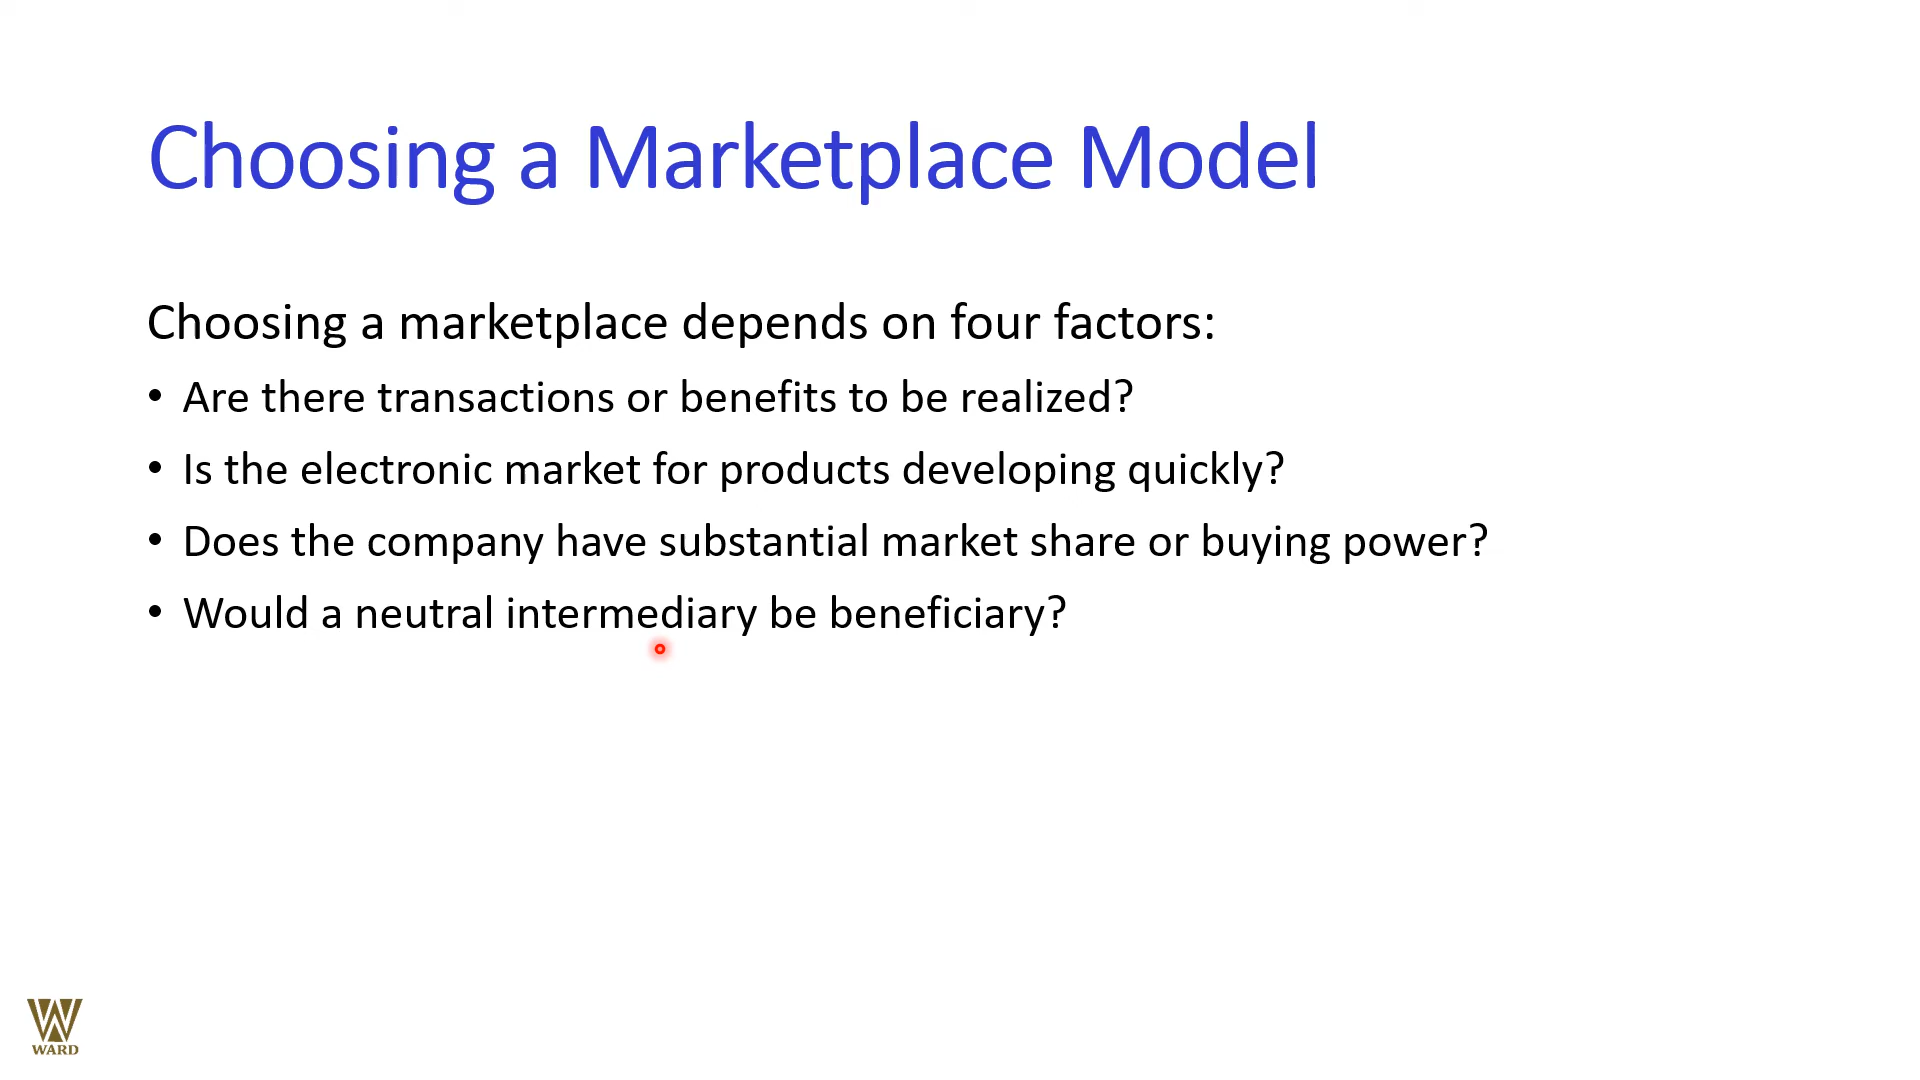 Choosing a Marketplace Model
Choosing a marketplace depends on four factors:
• Are there transactions or benefits to be realized?
• Is the electronic market for products developing quickly?
• Does the company have substantial market share or buying power?
• Would a neutral intermediary be beneficiary?
WARD